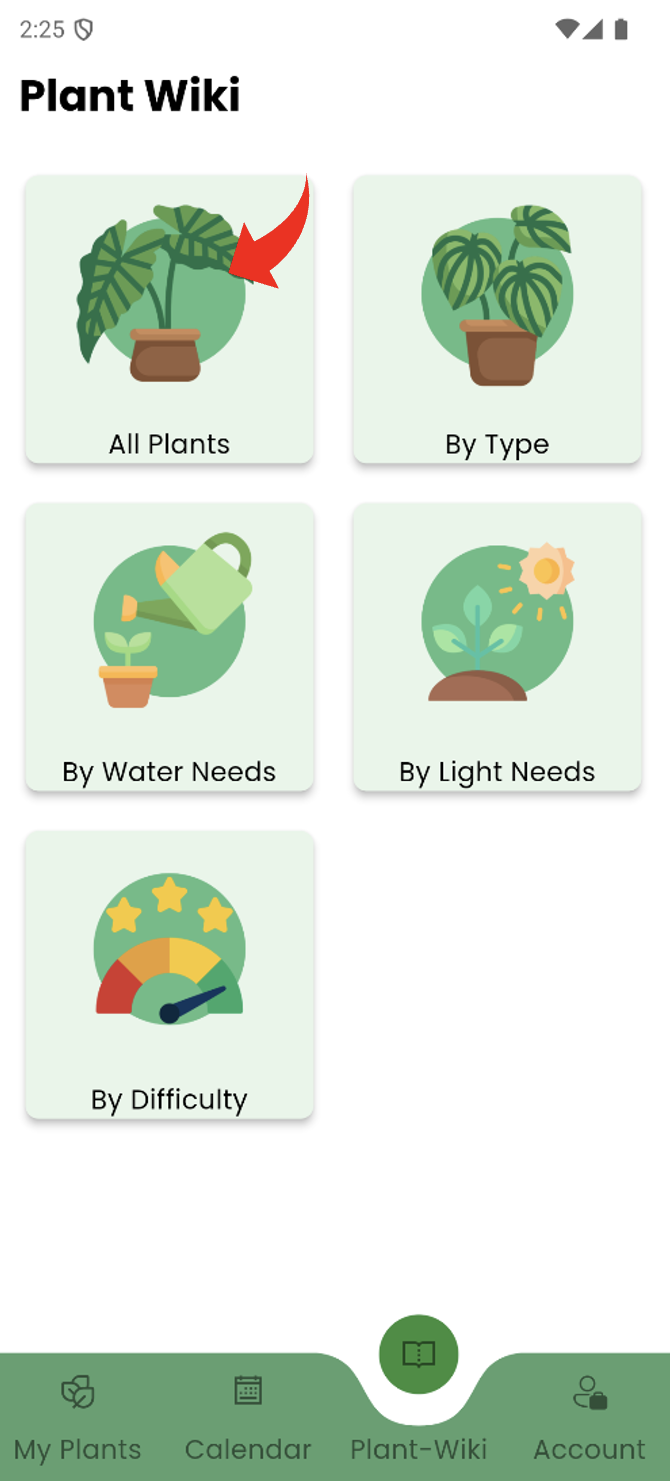 2:25
Plant Wiki
All Plants
By Type
By Water Needs
By Light Needs
By Difficulty
My Plants
Calendar
Plant-Wiki
Account